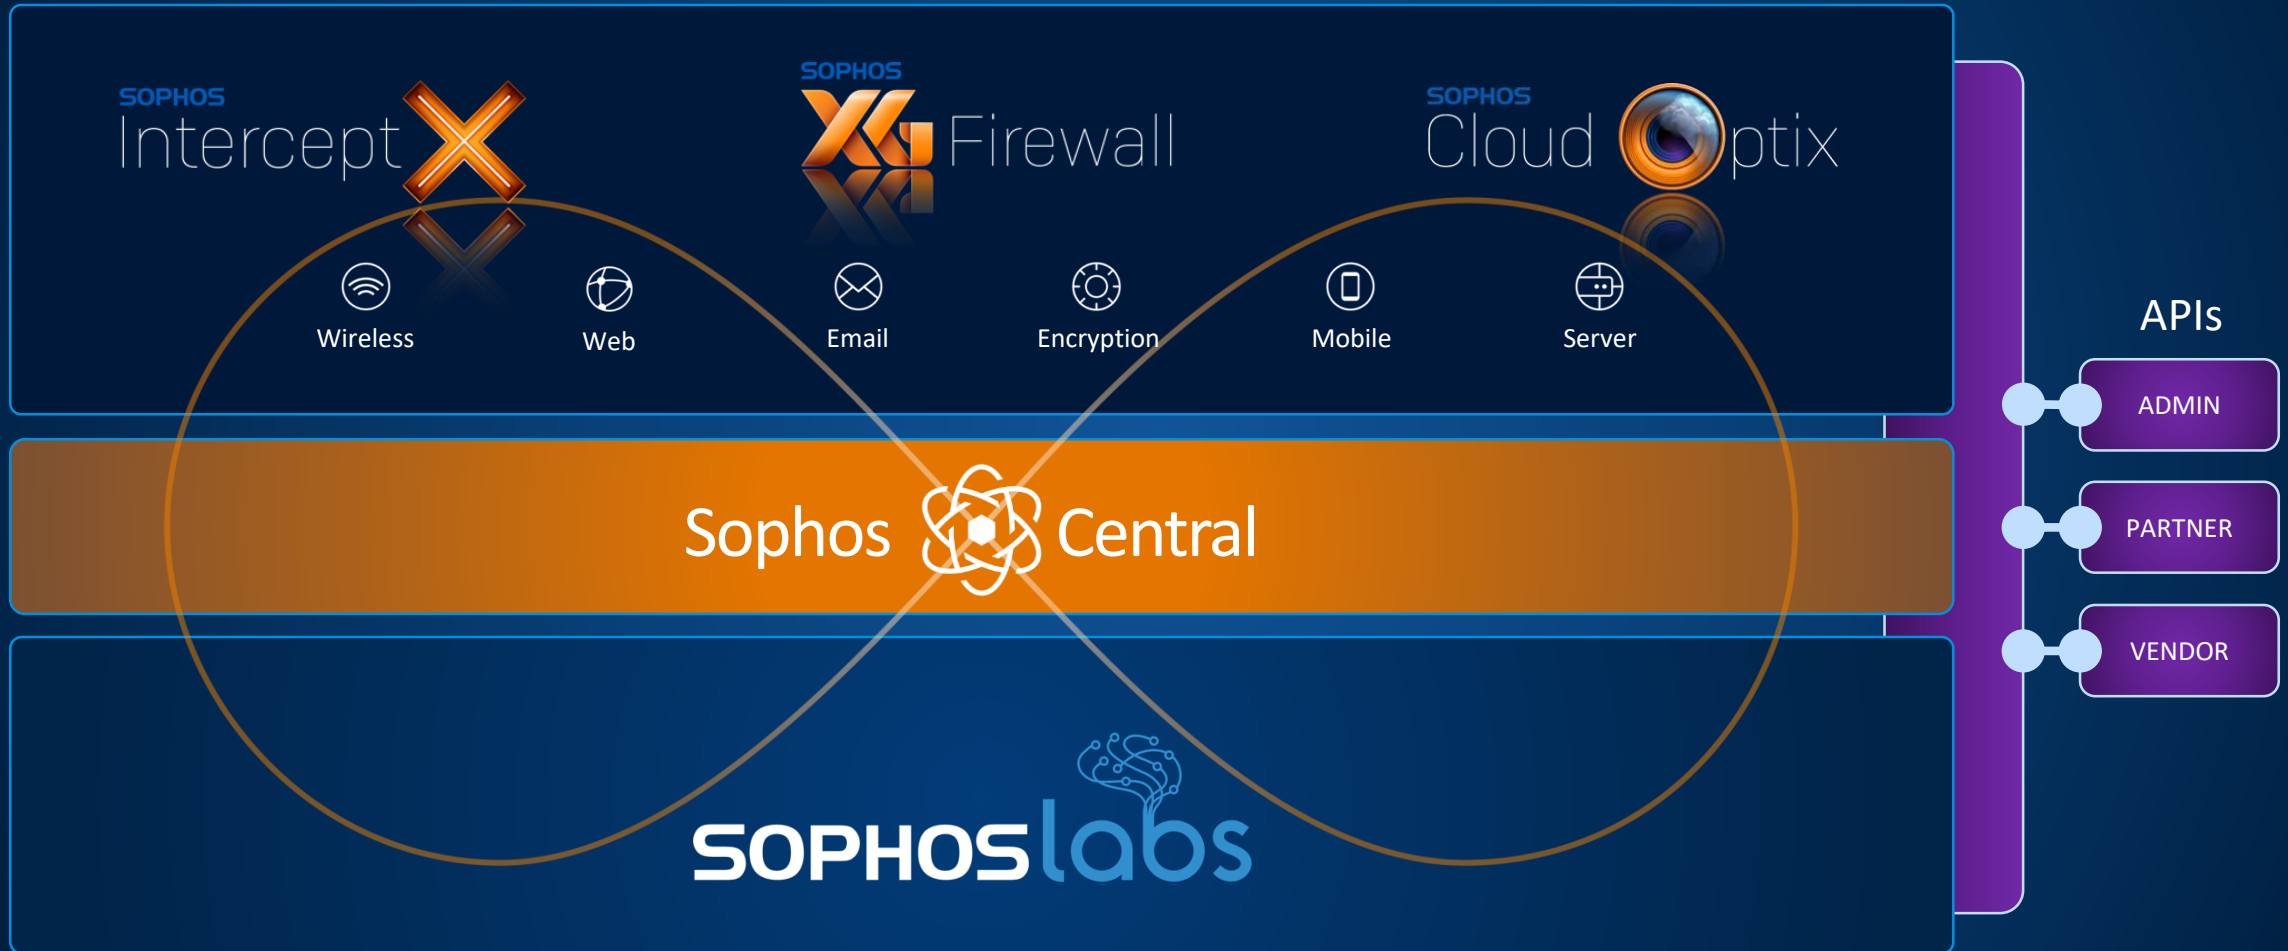 SOPHOS
Intercept X
SOPHOS
XG Firewall
SOPHOS
Cloud Optix
Wireless
Web
Email
Encryption
Mobile
Server
APIs
ADMIN
PARTNER
VENDOR
Sophos Central
SOPHOS labs